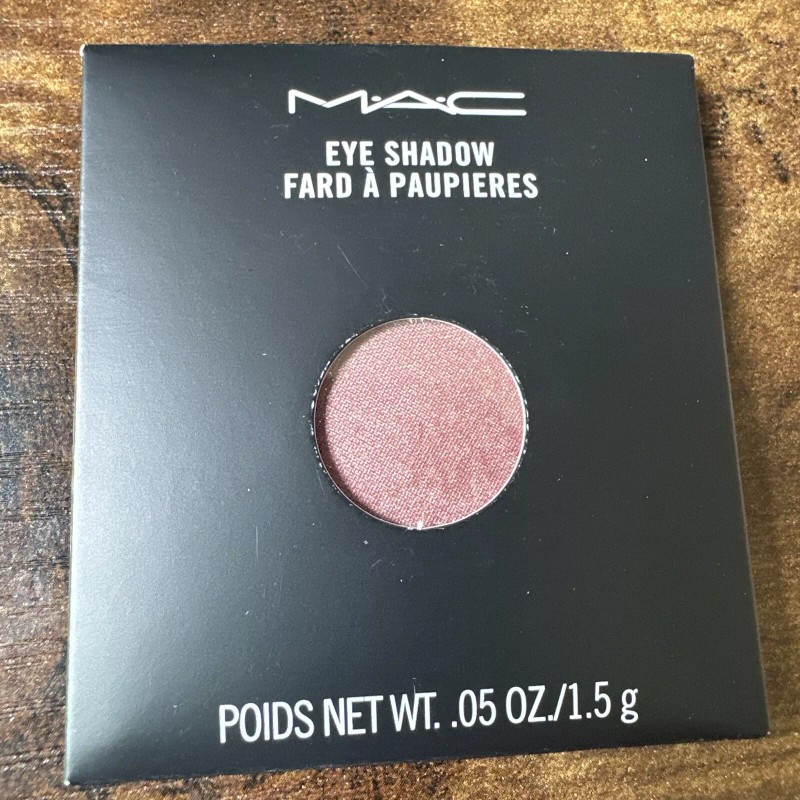 M·A·C
EYE SHADOW
FARD À PAUPIERES
POIDS NET WT. .05 OZ./1.5 g